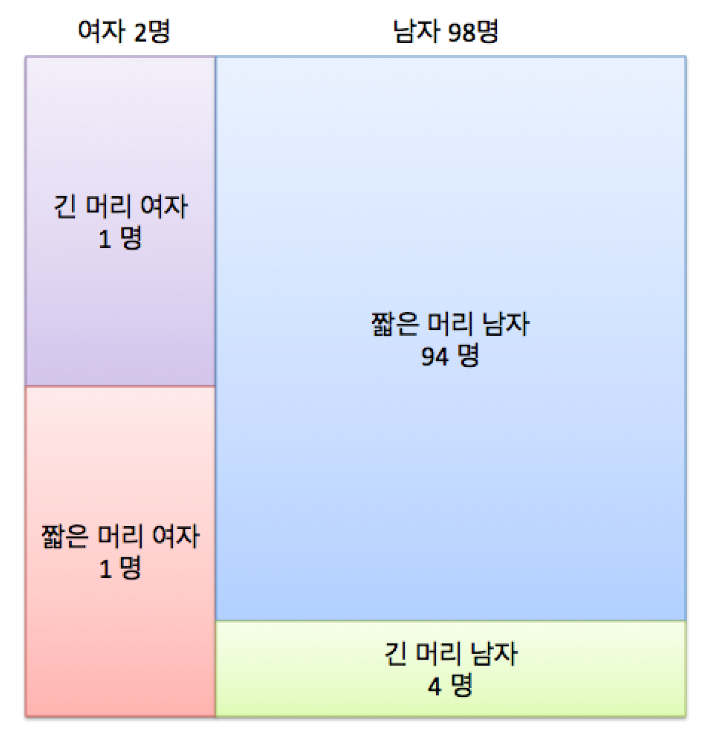 여자 2명
남자 98명
긴 머리 여자
1 명
짧은 머리 남자
94 명
짧은 머리 여자
1 명
긴 머리 남자
4 명